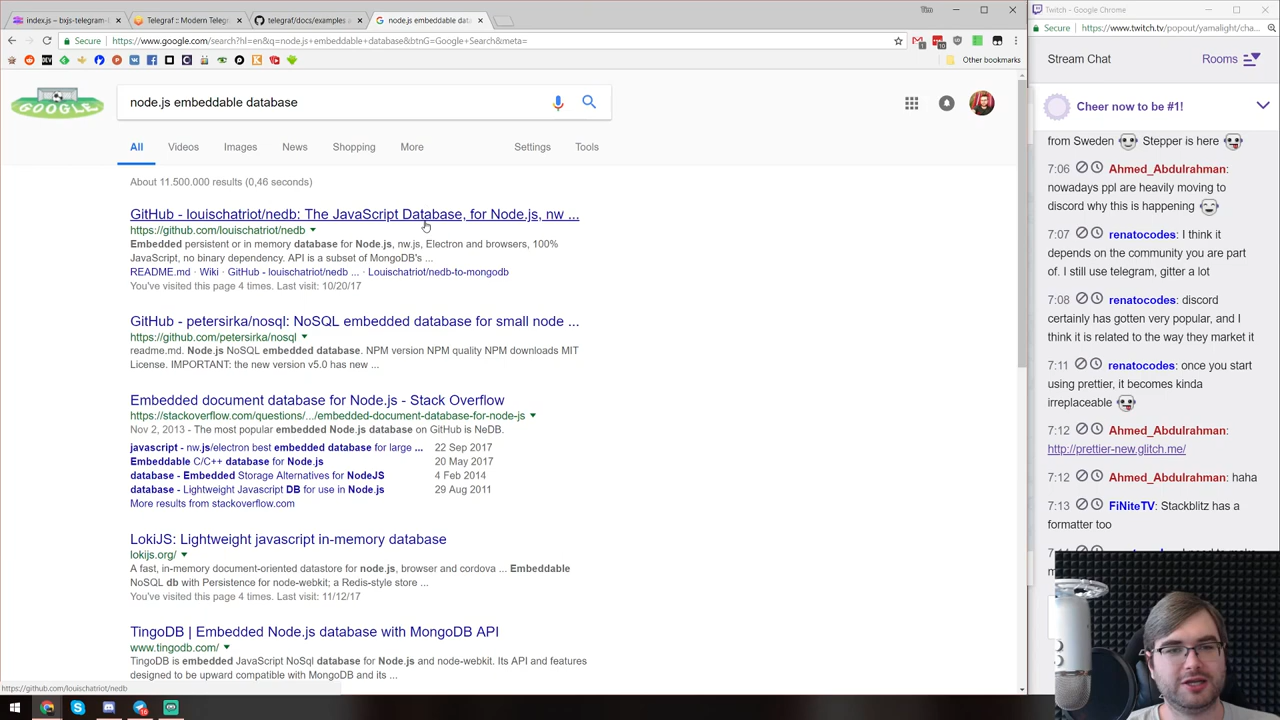 index.js – bxjs-telegram-
Telegraf :: Modern Telegr
telegraf/docs/examples a
node.js embeddable data
Tim
Secure
https://www.google.com/search?hl=en&q=node.js+embeddable+database&btnG=Google+Search&meta=
Other bookmarks
node.js embeddable database
All
Videos
Images
News
Shopping
More
Settings
Tools
About 11.500.000 results (0,46 seconds)
GitHub - louischatriot/nedb: The JavaScript Database, for Node.js, nw ...
https://github.com/louischatriot/nedb
Embedded persistent or in memory database for Node.js, nw.js, Electron and browsers, 100%
JavaScript, no binary dependency. API is a subset of MongoDB's ...
README.md · Wiki · GitHub - louischatriot/nedb ... · Louischatriot/nedb-to-mongodb
You've visited this page 4 times. Last visit: 10/20/17
GitHub - petersirka/nosql: NoSQL embedded database for small node ...
https://github.com/petersirka/nosql
readme.md. Node.js NoSQL embedded database. NPM version NPM quality NPM downloads MIT
License. IMPORTANT: the new version v5.0 has new ...
Embedded document database for Node.js - Stack Overflow
https://stackoverflow.com/questions/.../embedded-document-database-for-node-js
Nov 2, 2013 - The most popular embedded Node.js database on GitHub is NeDB.
javascript - nw.js/electron best embedded database for large ... 22 Sep 2017
Embeddable C/C++ database for Node.js 20 May 2017
database - Embedded Storage Alternatives for NodeJS 4 Feb 2014
database - Lightweight Javascript DB for use in Node.js 29 Aug 2011
More results from stackoverflow.com
LokiJS: Lightweight javascript in-memory database
lokijs.org/
A fast, in-memory document-oriented datastore for node.js, browser and cordova ... Embeddable
NoSQL db with Persistence for node-webkit; a Redis-style store ...
You've visited this page 4 times. Last visit: 11/12/17
TingoDB | Embedded Node.js database with MongoDB API
www.tingodb.com/
TingoDB is embedded JavaScript NoSql database for Node.js and node-webkit. Its API and features
designed to be upward compatible with MongoDB and its ...
https://github.com/louischatriot/nedb
Twitch - Google Chrome
Secure
https://www.twitch.tv/popout/yamalight/cha...
Stream Chat
Rooms
Cheer now to be #1!
from Sweden Stepper is here
7:06 Ahmed_Abdulrahman:
nowadays ppl are heavily moving to
discord why this is happening
7:07 renatocodes: I think it
depends on the community you are
part of. I still use telegram, gitter a lot
7:08 renatocodes: discord
certainly has gotten very popular, and I
think it is related to the way they market
it
7:11 renatocodes: once you start
using prettier, it becomes kinda
irreplaceable
7:12 Ahmed_Abdulrahman:
http://prettier-new.glitch.me/
7:12 Ahmed_Abdulrahman: haha
7:13 FiNiteTV: Stackblitz has a
formatter too